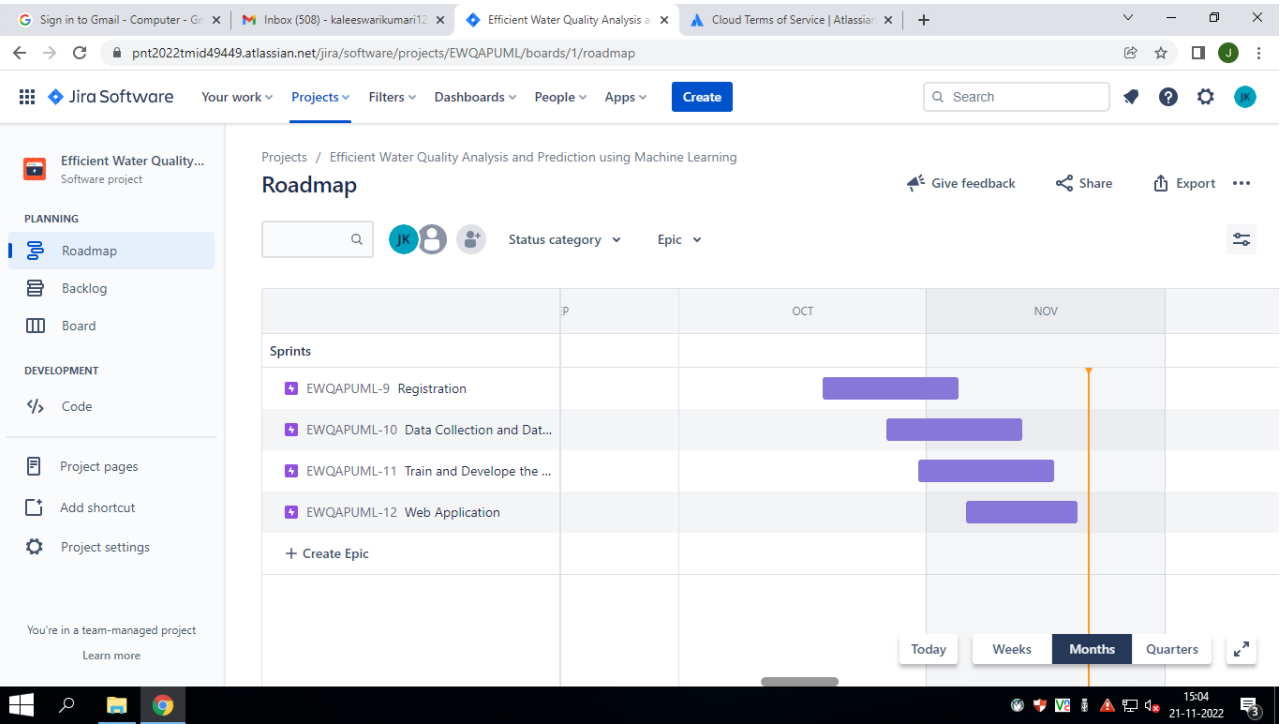 Sign in to Gmail - Computer - Gm
Inbox (508) - kaleeswarikumari12
Efficient Water Quality Analysis a
Cloud Terms of Service | Atlassian
pnt2022tmid49449.atlassian.net/jira/software/projects/EWQAPUML/boards/1/roadmap
J
Jira Software
Your work
Projects
Filters
Dashboards
People
Apps
Create
Search
JK
Efficient Water Quality...
Software project
PLANNING
Roadmap
Backlog
Board
DEVELOPMENT
Code
Project pages
Add shortcut
Project settings
You're in a team-managed project
Learn more
Projects / Efficient Water Quality Analysis and Prediction using Machine Learning
Roadmap
Give feedback
Share
Export
JK
Status category
Epic
OCT
NOV
Sprints
EWQAPUML-9 Registration
EWQAPUML-10 Data Collection and Dat...
EWQAPUML-11 Train and Develope the ...
EWQAPUML-12 Web Application
+ Create Epic
Today
Weeks
Months
Quarters
15:04
21-11-2022
3